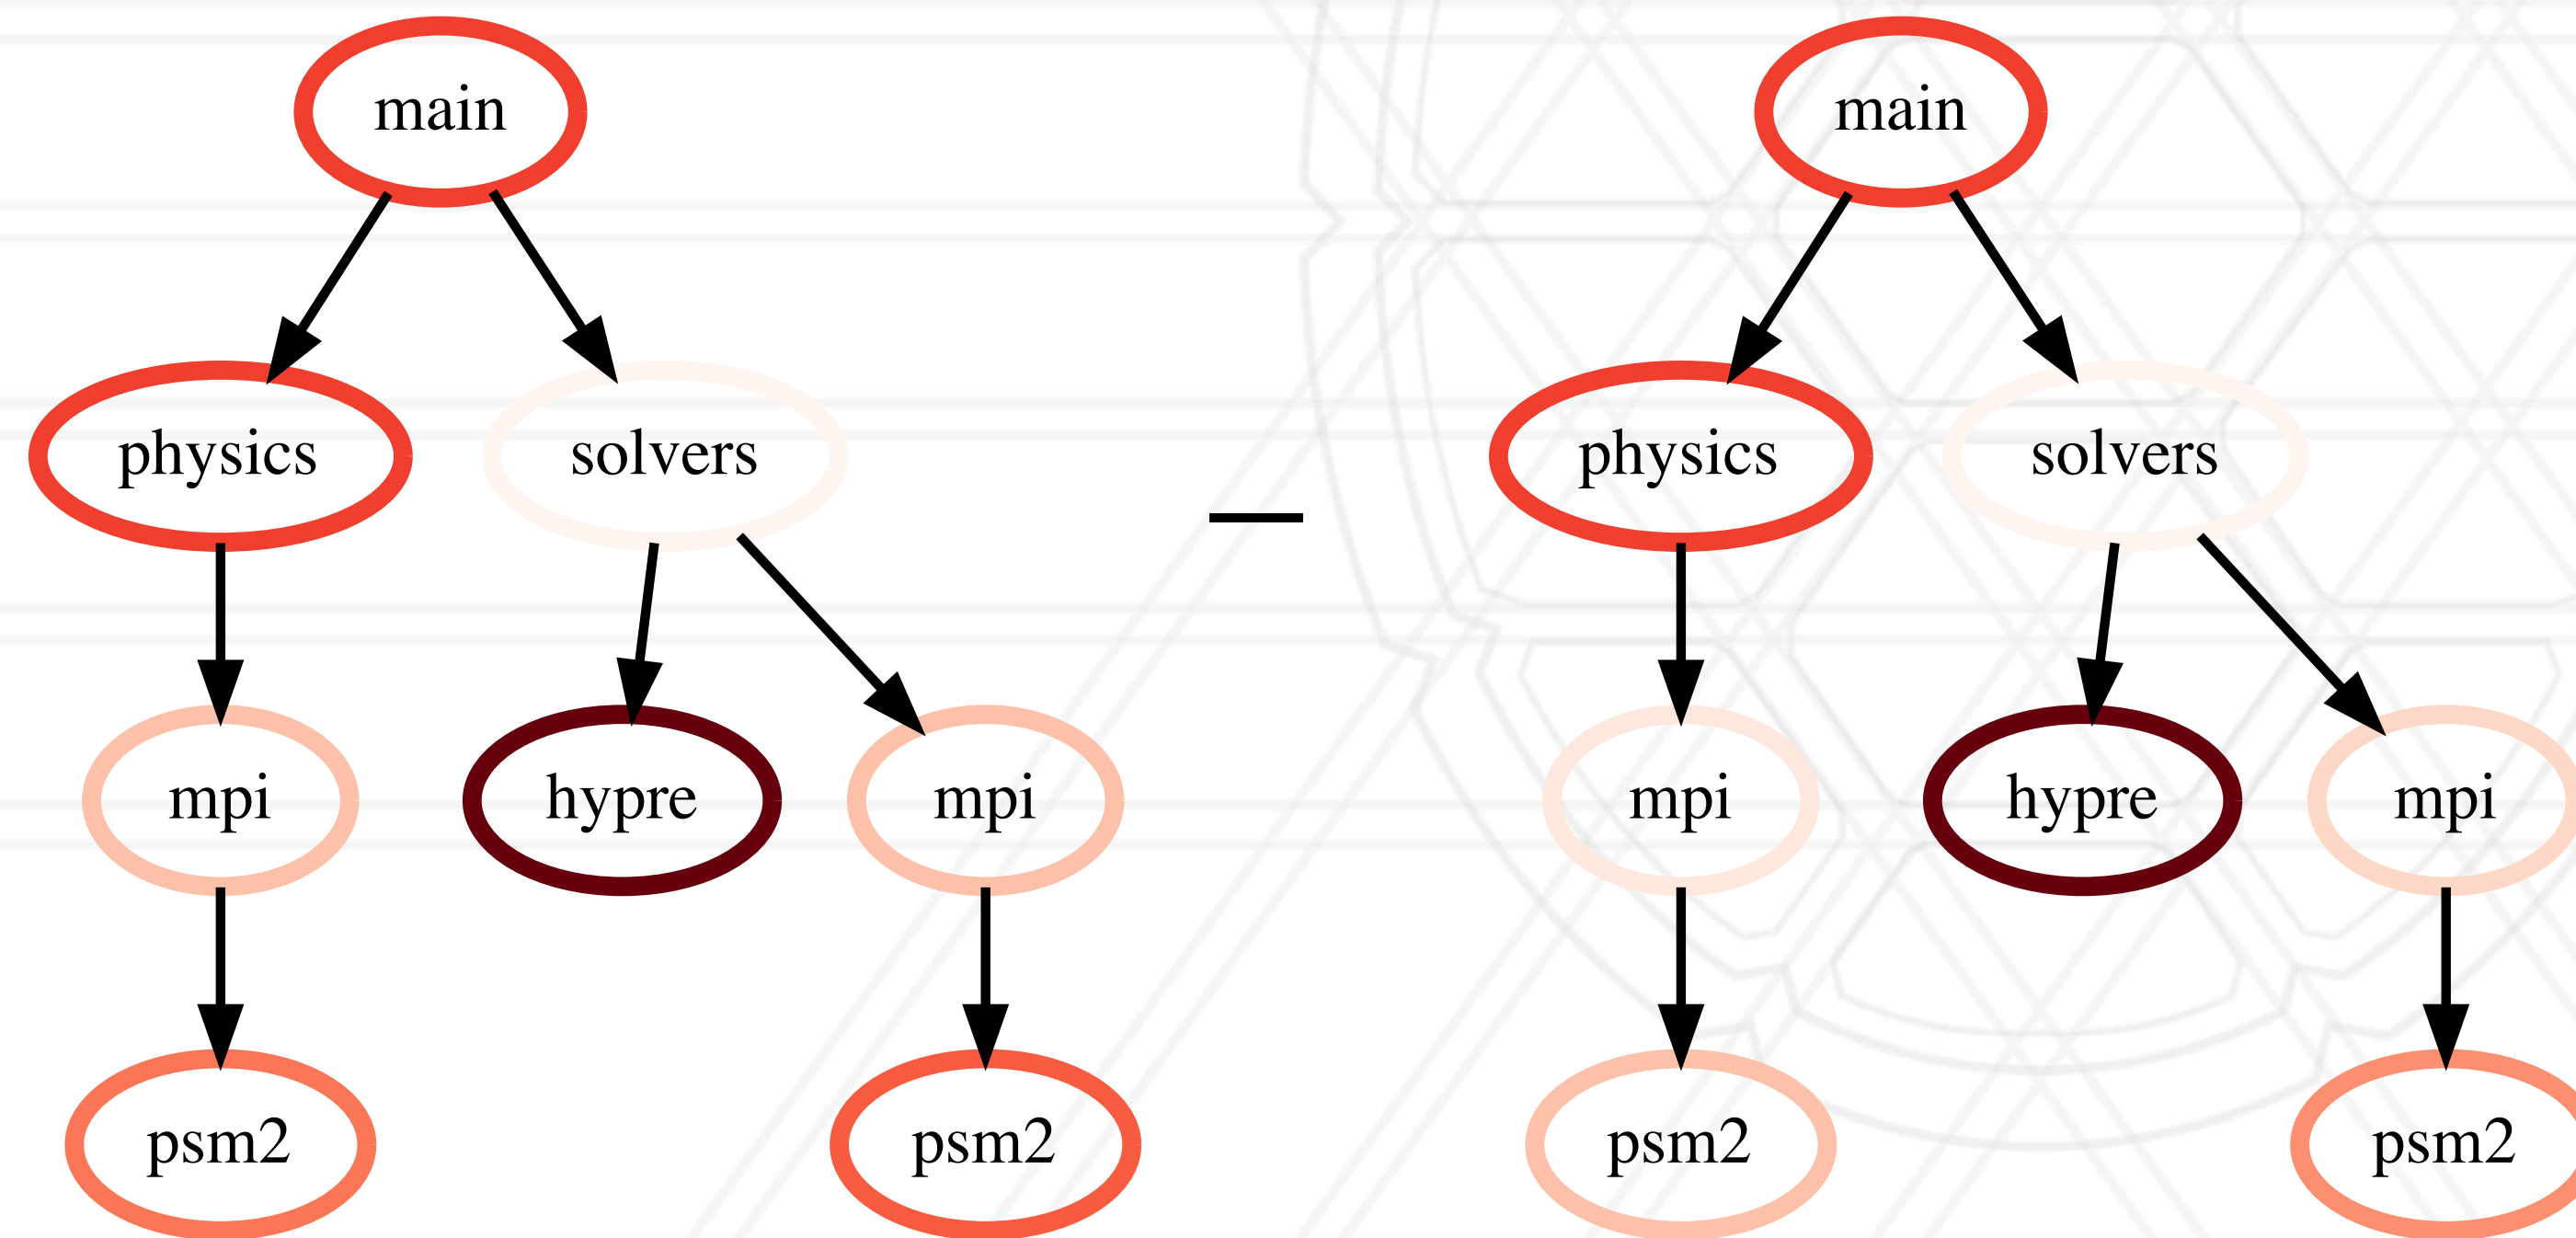 main
physics
solvers
mpi
hypre
mpi
psm2
psm2
—
main
physics
solvers
mpi
hypre
mpi
psm2
psm2